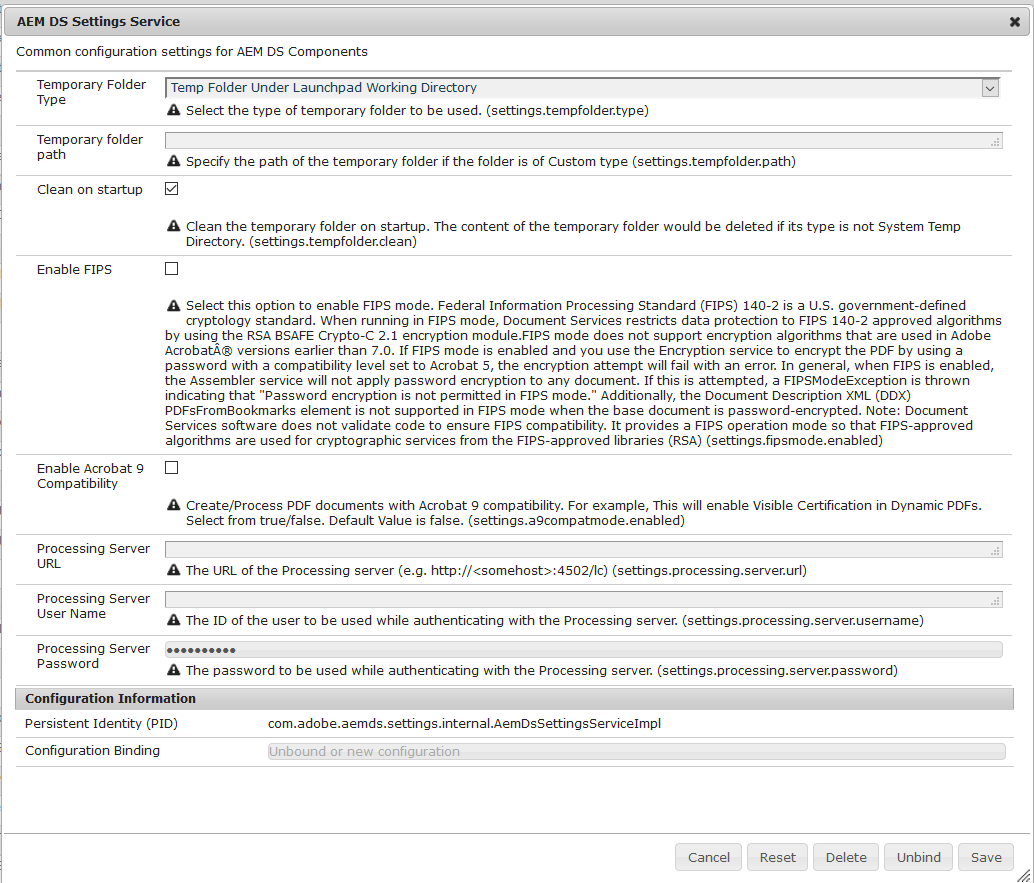 AEM DS Settings Service
Common configuration settings for AEM DS Components
Temporary Folder
Type
Temp Folder Under Launchpad Working Directory
Select the type of temporary folder to be used. (settings.tempfolder.type)
Temporary folder
path
Specify the path of the temporary folder if the folder is of Custom type (settings.tempfolder.path)
Clean on startup
Clean the temporary folder on startup. The content of the temporary folder would be deleted if its type is not System Temp
Directory. (settings.tempfolder.clean)
Enable FIPS
Select this option to enable FIPS mode. Federal Information Processing Standard (FIPS) 140-2 is a U.S. government-defined
cryptology standard. When running in FIPS mode, Document Services restricts data protection to FIPS 140-2 approved algorithms
by using the RSA BSAFE Crypto-C 2.1 encryption module.FIPS mode does not support encryption algorithms that are used in Adobe
AcrobatÂ® versions earlier than 7.0. If FIPS mode is enabled and you use the Encryption service to encrypt the PDF by using a
password with a compatibility level set to Acrobat 5, the encryption attempt will fail with an error. In general, when FIPS is enabled,
the Assembler service will not apply password encryption to any document. If this is attempted, a FIPSModeException is thrown
indicating that "Password encryption is not permitted in FIPS mode." Additionally, the Document Description XML (DDX)
PDFsFromBookmarks element is not supported in FIPS mode when the base document is password-encrypted. Note: Document
Services software does not validate code to ensure FIPS compatibility. It provides a FIPS operation mode so that FIPS-approved
algorithms are used for cryptographic services from the FIPS-approved libraries (RSA) (settings.fipsmode.enabled)
Enable Acrobat 9
Compatibility
Create/Process PDF documents with Acrobat 9 compatibility. For example, This will enable Visible Certification in Dynamic PDFs.
Select from true/false. Default Value is false. (settings.a9compatmode.enabled)
Processing Server
URL
The URL of the Processing server (e.g. http://<somehost>:4502/lc) (settings.processing.server.url)
Processing Server
User Name
The ID of the user to be used while authenticating with the Processing server. (settings.processing.server.username)
Processing Server
Password
••••••••••
The password to be used while authenticating with the Processing server. (settings.processing.server.password)
Configuration Information
Persistent Identity (PID)
com.adobe.aemds.settings.internal.AemDsSettingsServiceImpl
Configuration Binding
Unbound or new configuration
Cancel
Reset
Delete
Unbind
Save